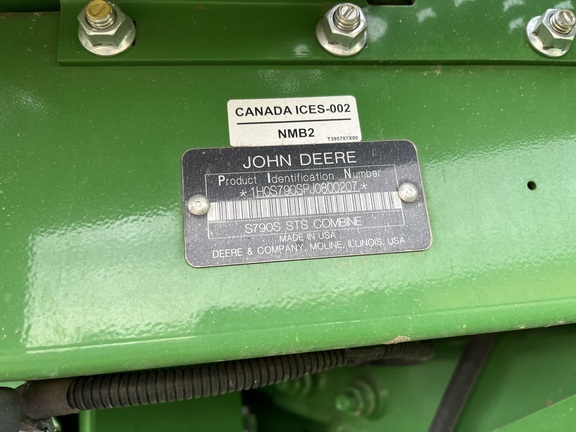 CANADA ICES-002
NMB2
T395787X00
JOHN DEERE
Product Identification Number
*1H0S790SPJ0800207*
S790S STS COMBINE
MADE IN USA
DEERE & COMPANY, MOLINE, ILLINOIS, USA